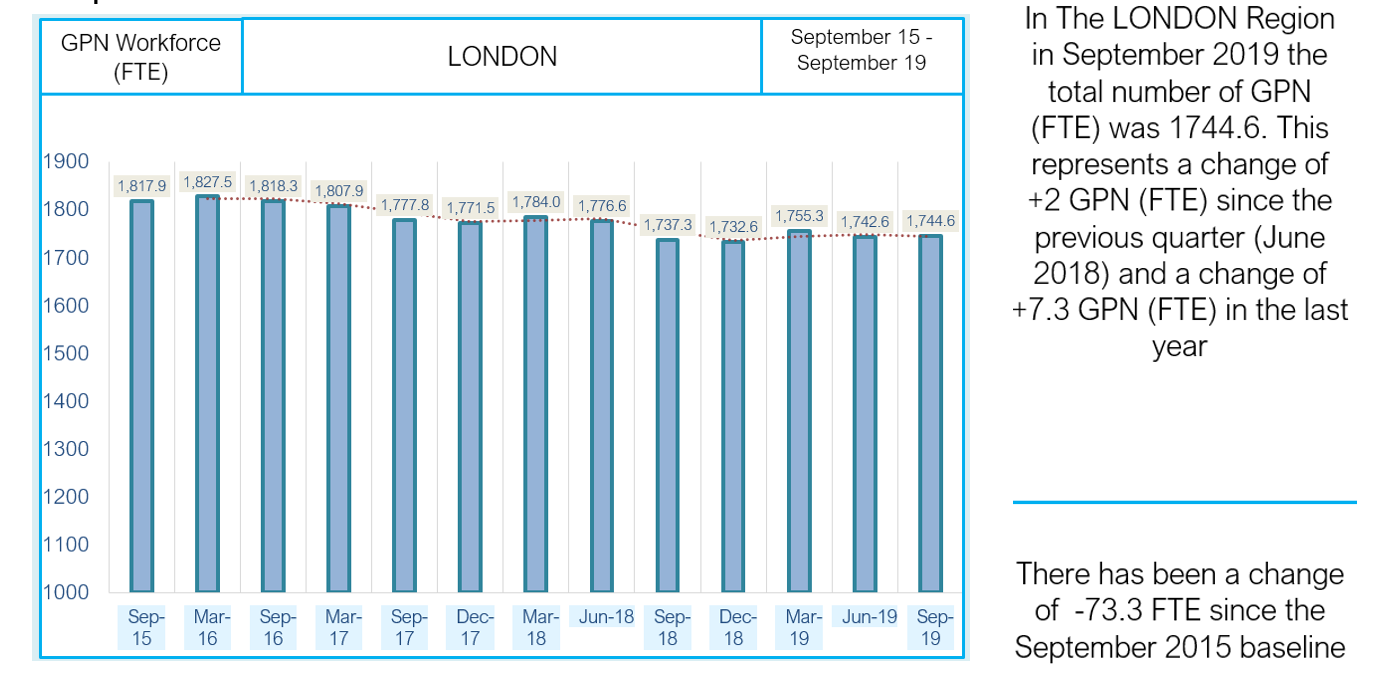 GPN Workforce
(FTE)
LONDON
September 15 -
September 19
1900
1800
1700
1600
1500
1400
1300
1200
1100
1000
1,817.9
1,827.5
1,818.3
1,807.9
1,777.8
1,771.5
1,784.0
1,776.6
1,737.3
1,732.6
1,755.3
1,742.6
1,744.6
Sep-
15
Mar-
16
Sep-
16
Mar-
17
Sep-
17
Dec-
17
Mar-
18
Jun-18
Sep-
18
Dec-
18
Mar-
19
Jun-19
Sep-
19
In The LONDON Region
in September 2019 the
total number of GPN
(FTE) was 1744.6. This
represents a change of
+2 GPN (FTE) since the
previous quarter (June
2018) and a change of
+7.3 GPN (FTE) in the last
year
There has been a change
of  -73.3 FTE since the
September 2015 baseline